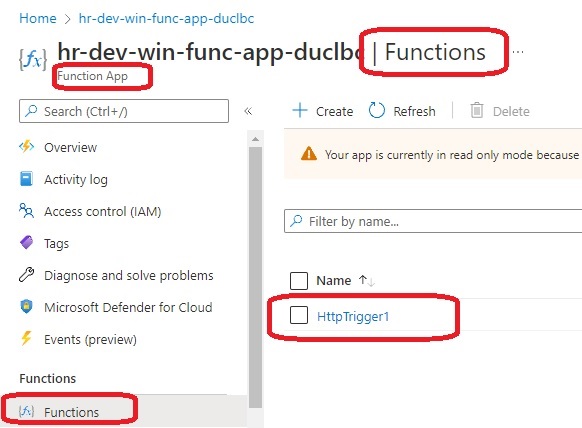 Home > hr-dev-win-func-app-duclbc
hr-dev-win-func-app-duclbc | Functions ...
Function App
Search (Ctrl+/)
«
Overview
Activity log
Access control (IAM)
Tags
Diagnose and solve problems
Microsoft Defender for Cloud
Events (preview)
Functions
Functions
+ Create Refresh Delete
Your app is currently in read only mode because
Filter by name...
Name ↑↓
HttpTrigger1